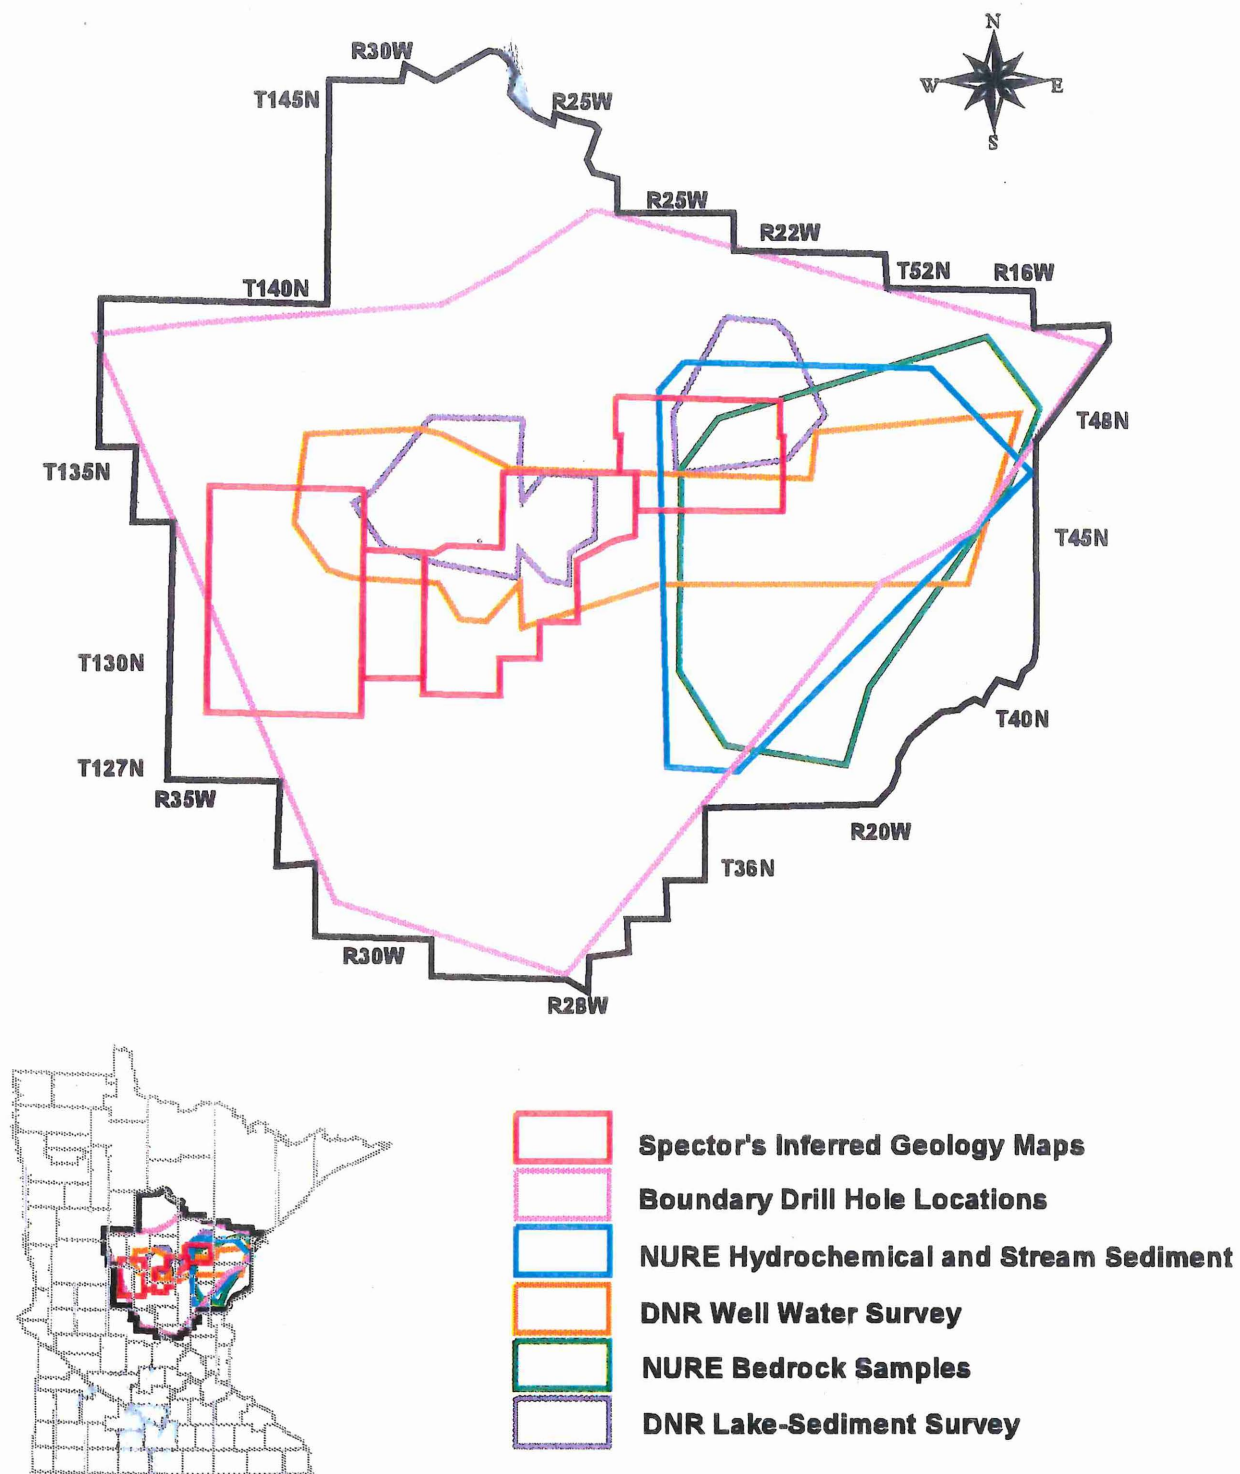 N
R30W
W
E
T145N
R25W
S
R25W
R22W
T52N
R16W
T140N
T48N
T135N
T45N
T130N
T40N
T127N
R35W
R20W
T36N
R30W
R28W
Spector's Inferred Geology Maps
Boundary Drill Hole Locations
NURE Hydrochemical and Stream Sediment
DNR Well Water Survey
NURE Bedrock Samples
DNR Lake-Sediment Survey